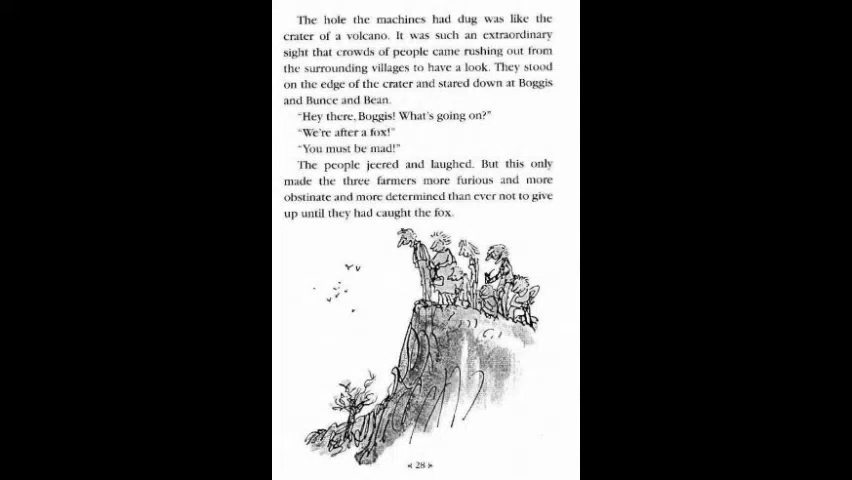 The hole the machines had dug was like the
crater of a volcano. It was such an extraordinary
sight that crowds of people came rushing out from
the surrounding villages to have a look. They stood
on the edge of the crater and stared down at Boggis
and Bunce and Bean.
"Hey there, Boggis! What's going on?"
"We're after a fox!"
"You must be mad!"
The people jeered and laughed. But this only
made the three farmers more furious and more
obstinate and more determined than ever not to give
up until they had caught the fox.
« 28 »